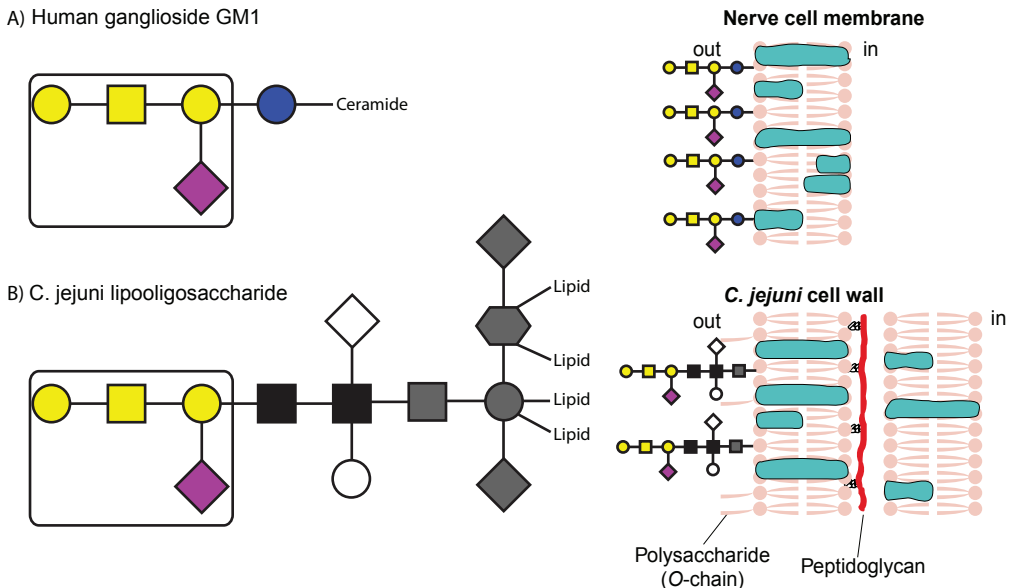 A) Human ganglioside GM1
Ceramide
Nerve cell membrane
out
in
B) C. jejuni lipooligosaccharide
Lipid
Lipid
Lipid
Lipid
C. jejuni cell wall
out
in
Polysaccharide
(O-chain)
Peptidoglycan